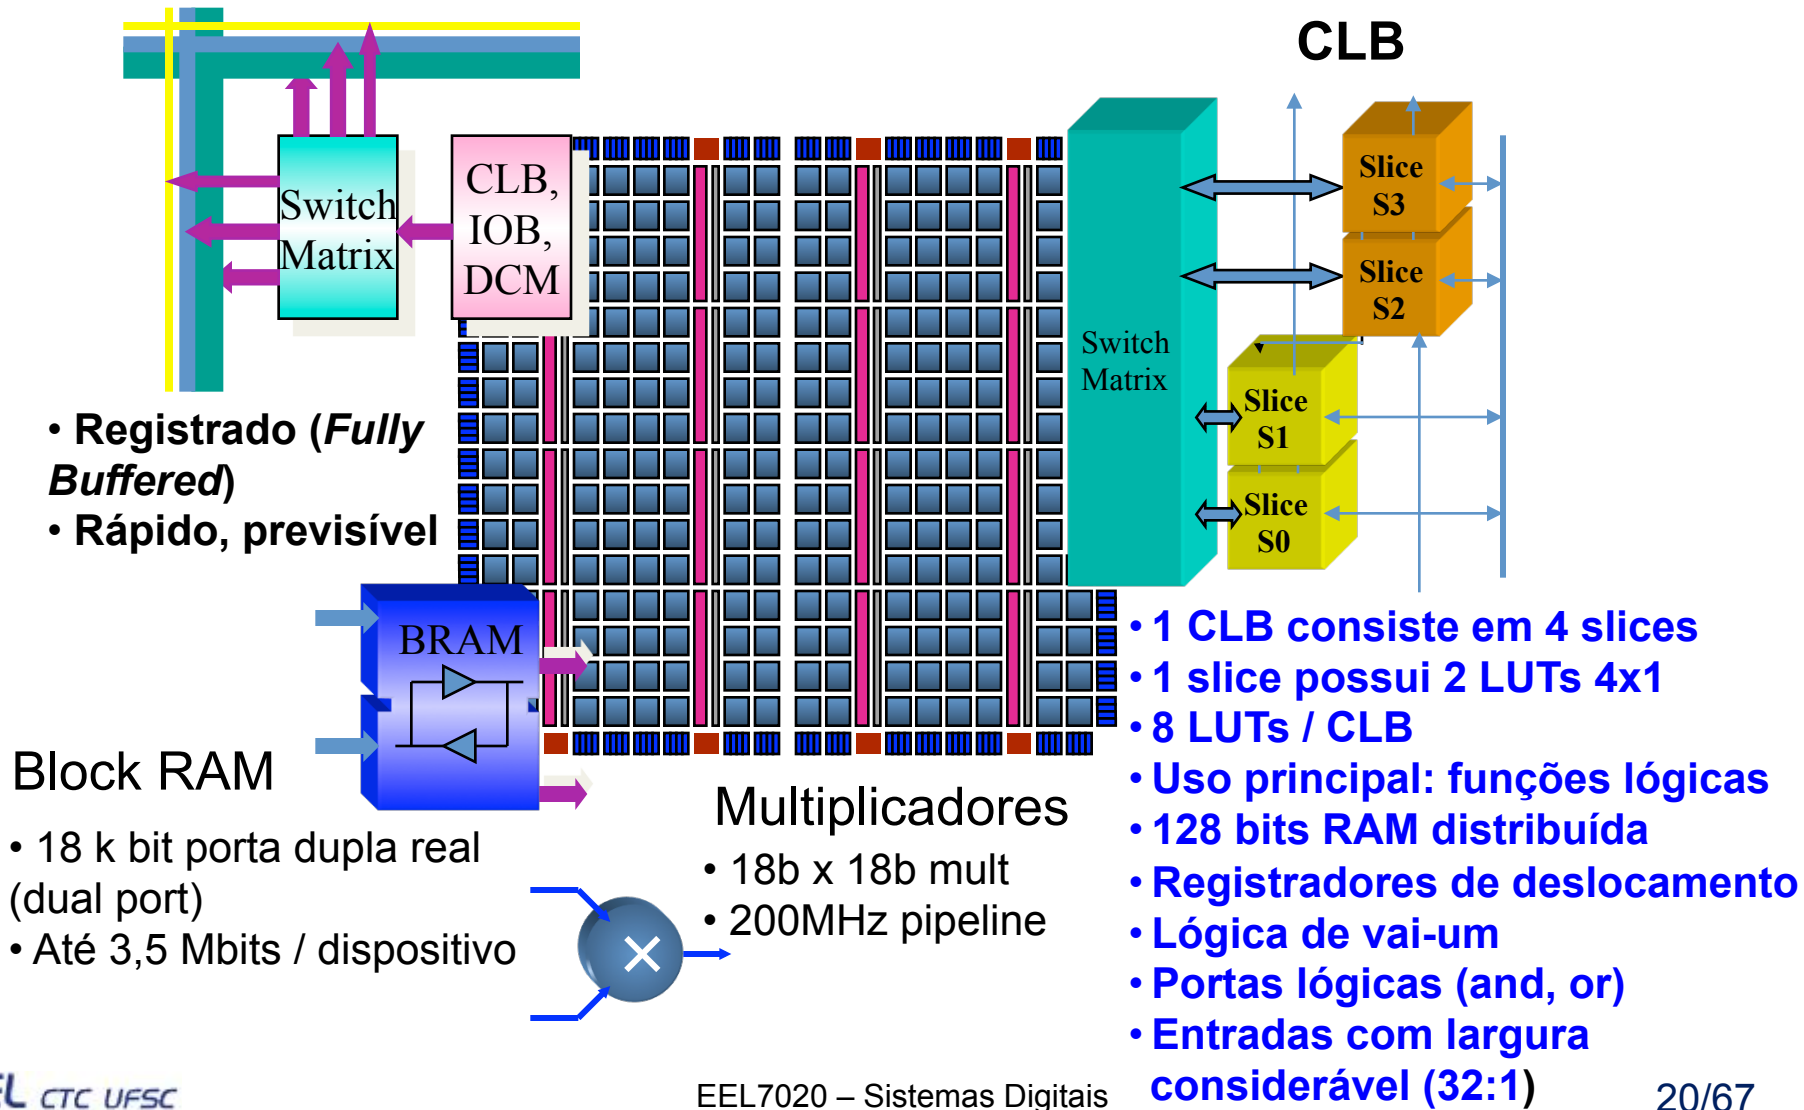 CLB
Switch
Matrix
CLB,
IOB,
DCM
Slice
S3
Slice
S2
Switch
Matrix
Slice
S1
Slice
S0
• Registrado (Fully
Buffered)
• Rápido, previsível
BRAM
Block RAM
• 18 k bit porta dupla real
(dual port)
• Até 3,5 Mbits / dispositivo
Multiplicadores
• 18b x 18b mult
• 200MHz pipeline
×
• 1 CLB consiste em 4 slices
• 1 slice possui 2 LUTs 4x1
• 8 LUTs / CLB
• Uso principal: funções lógicas
• 128 bits RAM distribuída
• Registradores de deslocamento
• Lógica de vai-um
• Portas lógicas (and, or)
• Entradas com largura
considerável (32:1)
EL CTC UFSC
EEL7020 – Sistemas Digitais
20/67